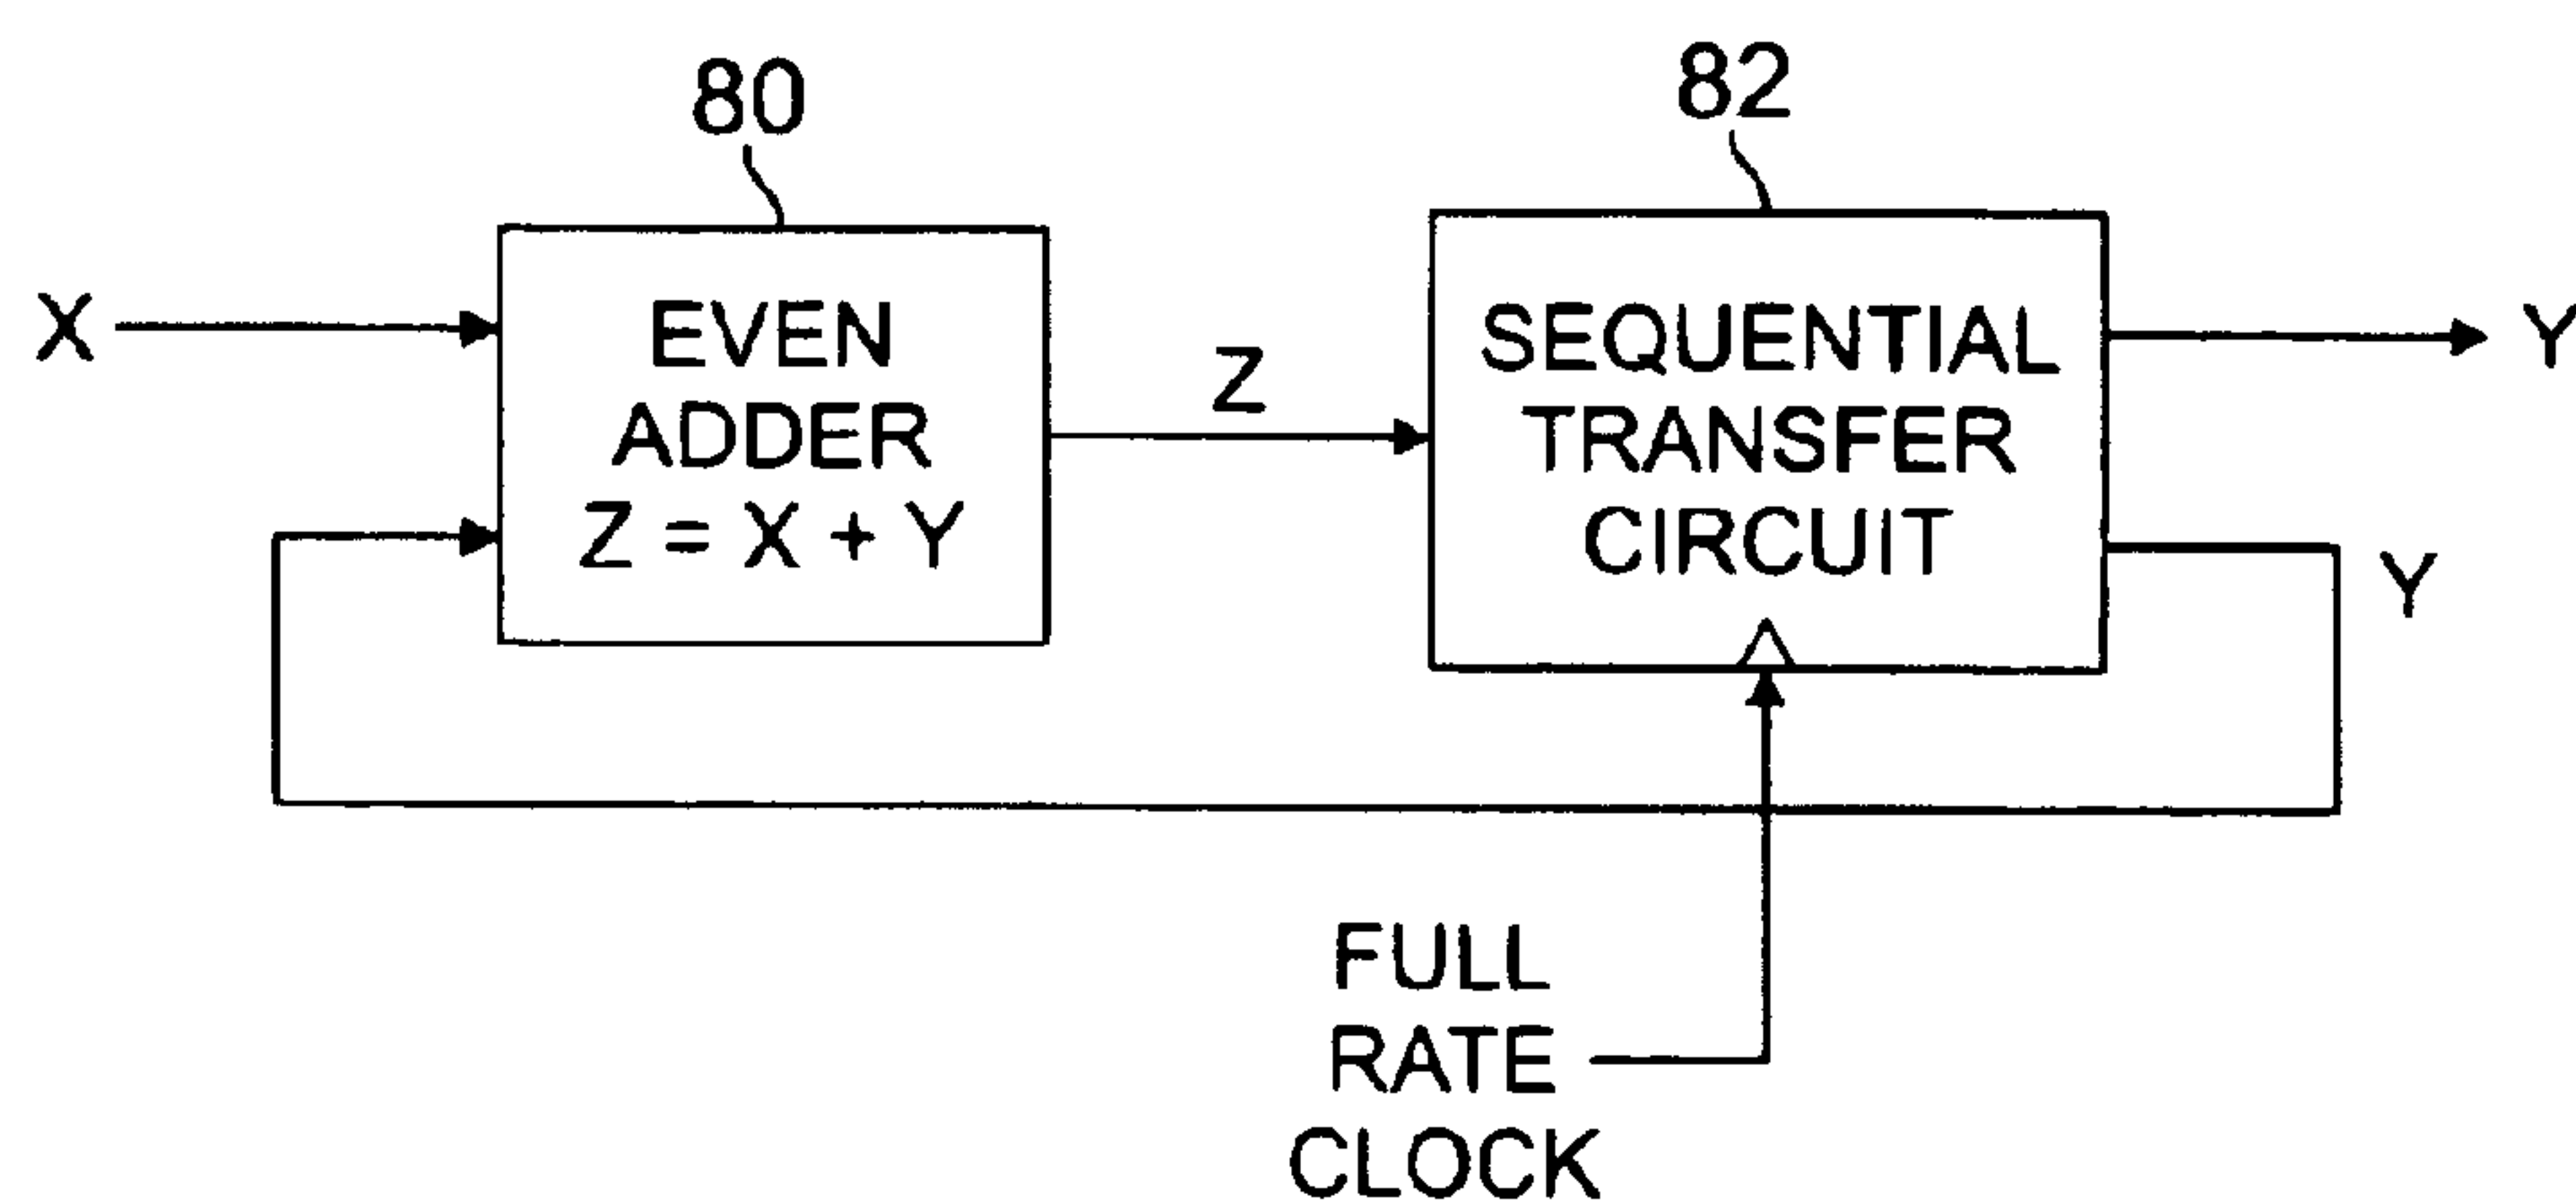 80
82
X
EVEN
ADDER
Z = X + Y
Z
SEQUENTIAL
TRANSFER
CIRCUIT
Y
Y
FULL
RATE
CLOCK